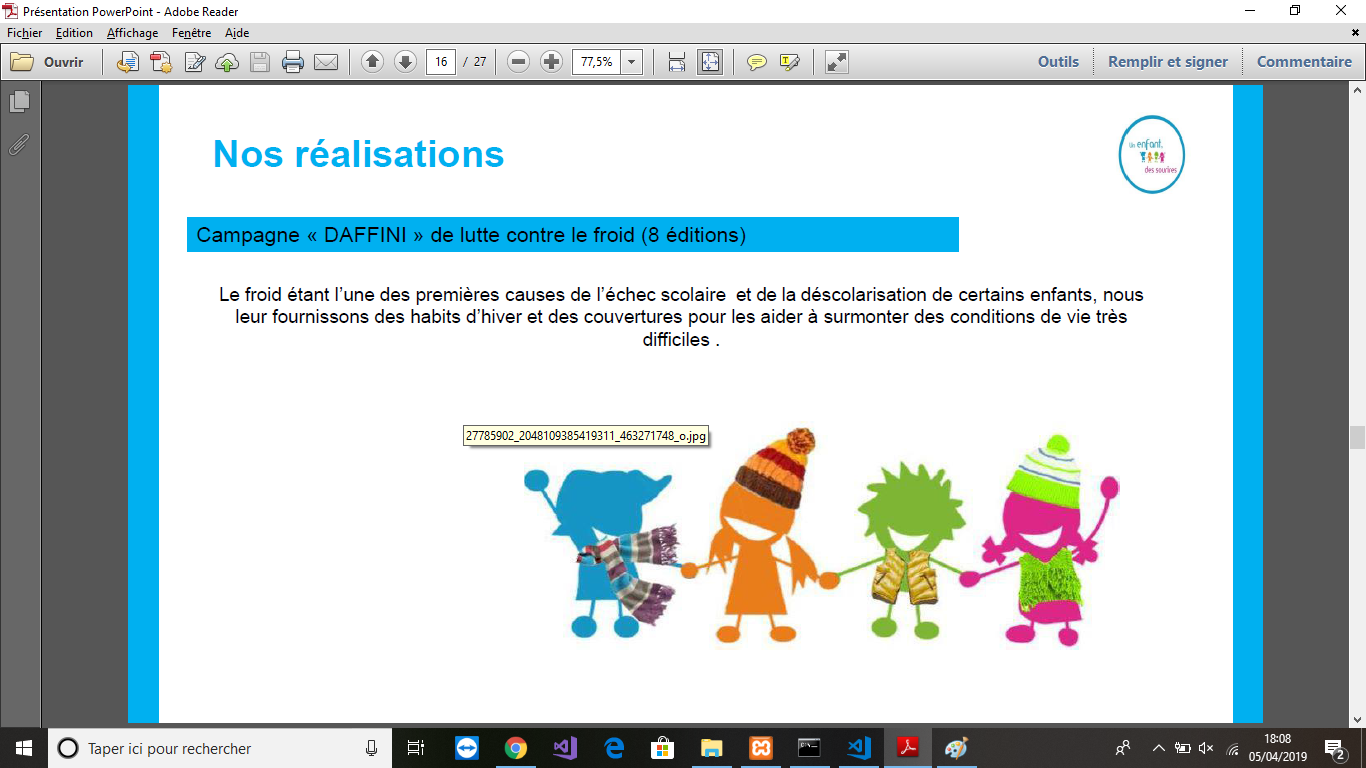 Présentation PowerPoint - Adobe Reader
Fichier Edition Affichage Fenêtre Aide
Ouvrir 16 / 27 77,5% Outils Remplir et signer Commentaire
Nos réalisations
Un enfant,
des sourires
Campagne « DAFFINI » de lutte contre le froid (8 éditions)
Le froid étant l’une des premières causes de l’échec scolaire et de la déscolarisation de certains enfants, nous
leur fournissons des habits d’hiver et des couvertures pour les aider à surmonter des conditions de vie très
difficiles .
27785902_2048109385419311_463271748_o.jpg
Taper ici pour rechercher
18:08
05/04/2019
2